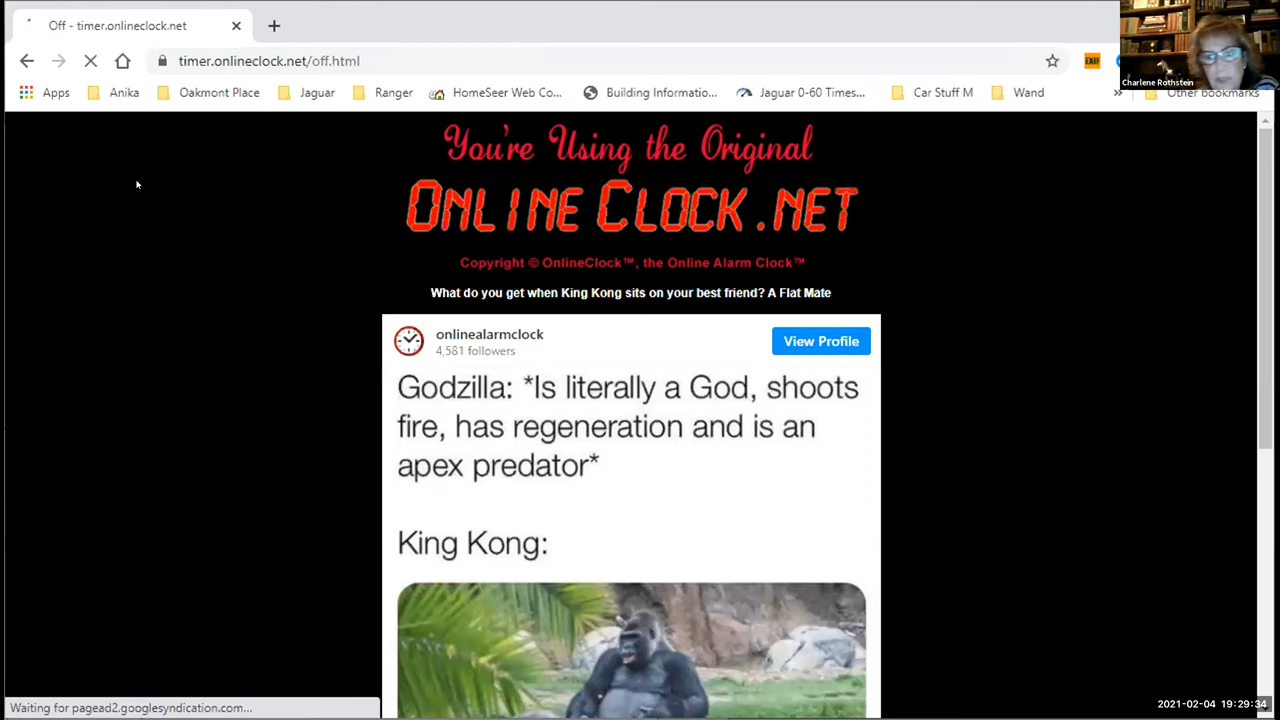 Off - timer.onlineclock.net
timer.onlineclock.net/off.html
Apps Anika Oakmont Place Jaguar Ranger HomeSeer Web Co... Building Informatio... Jaguar 0-60 Times... Car Stuff M Wand » Other bookmarks
Charlene Rothstein
You're Using the Original
ONLINE CLOCK.NET
Copyright © OnlineClock™, the Online Alarm Clock™
What do you get when King Kong sits on your best friend? A Flat Mate
onlinealarmclock
4,581 followers
View Profile
Godzilla: *Is literally a God, shoots
fire, has regeneration and is an
apex predator*
King Kong:
Waiting for pagead2.googlesyndication.com...
2021-02-04 19:29:34